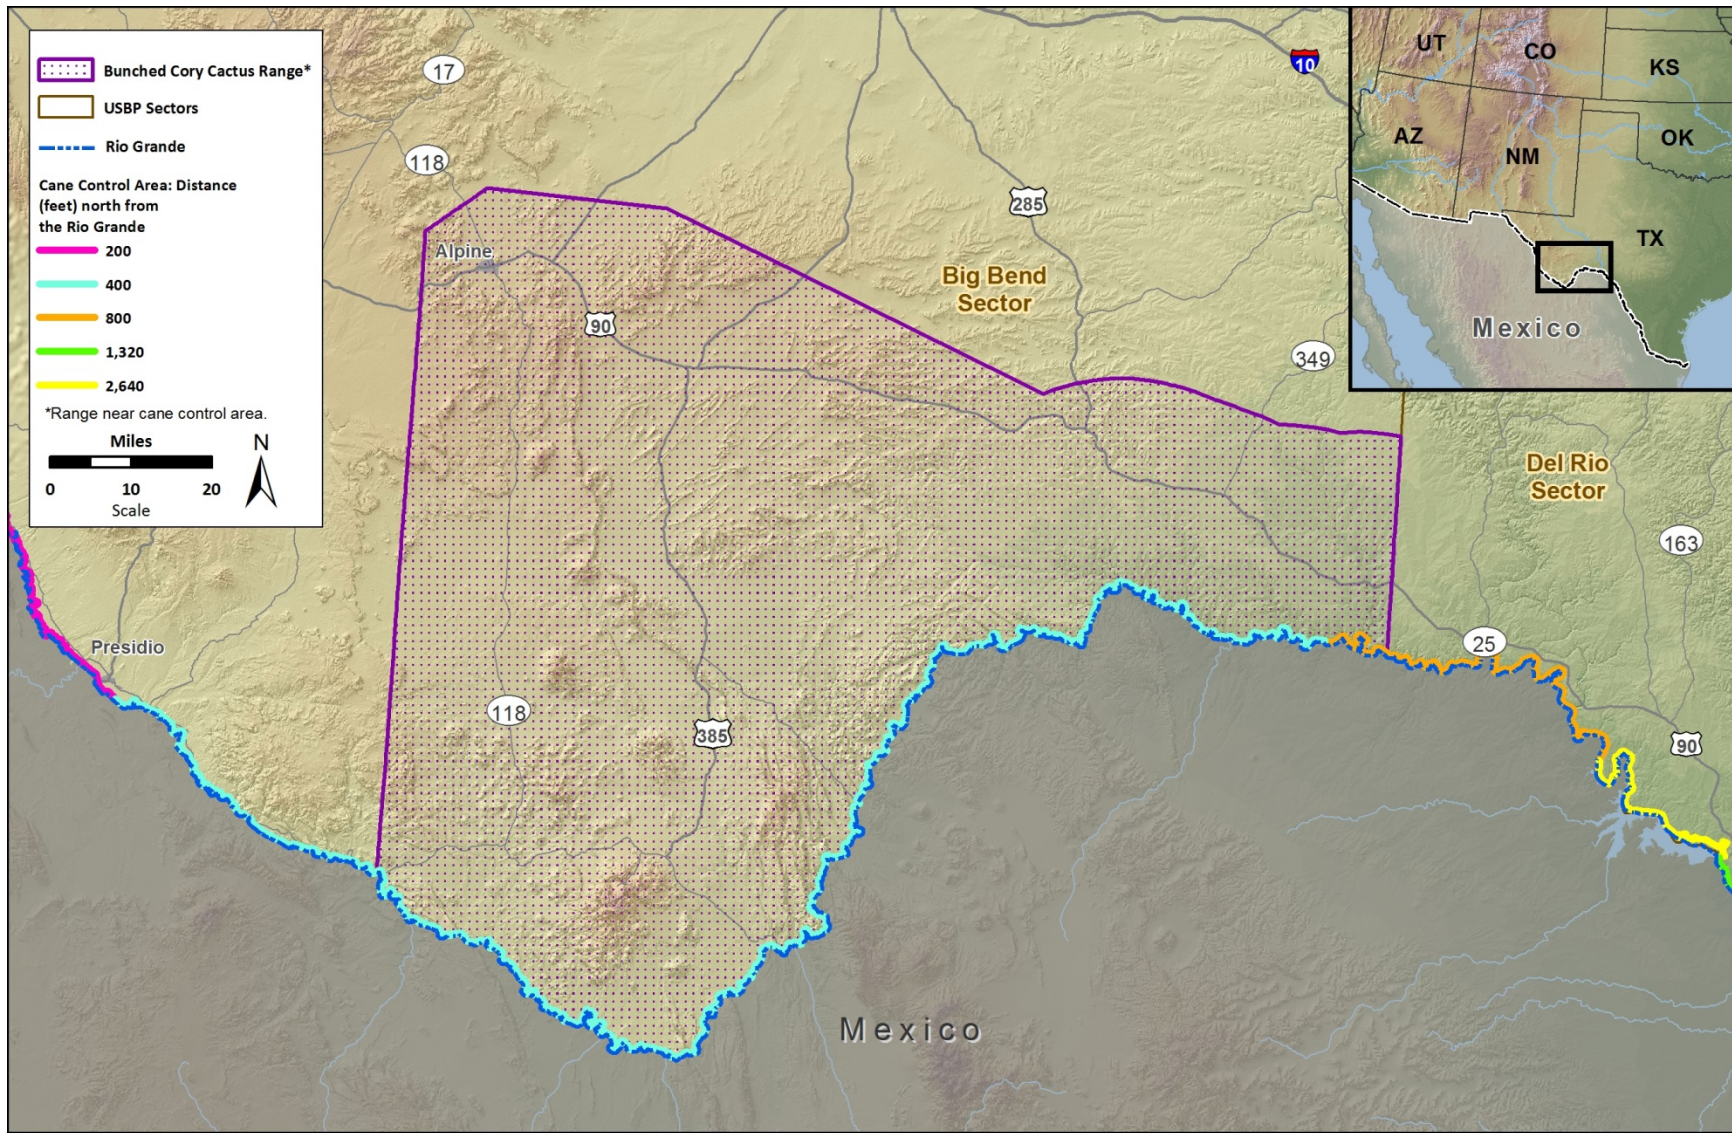 Bunched Cory Cactus Range*
USBP Sectors
Rio Grande
Cane Control Area: Distance
(feet) north from
the Rio Grande
200
400
800
1,320
2,640
*Range near cane control area.
Miles
N
0 10 20
Scale
17
118
Alpine
90
285
10
Big Bend
Sector
349
Del Rio
Sector
163
Presidio
118
385
25
90
Mexico
UT
CO
KS
AZ
NM
OK
TX
Mexico